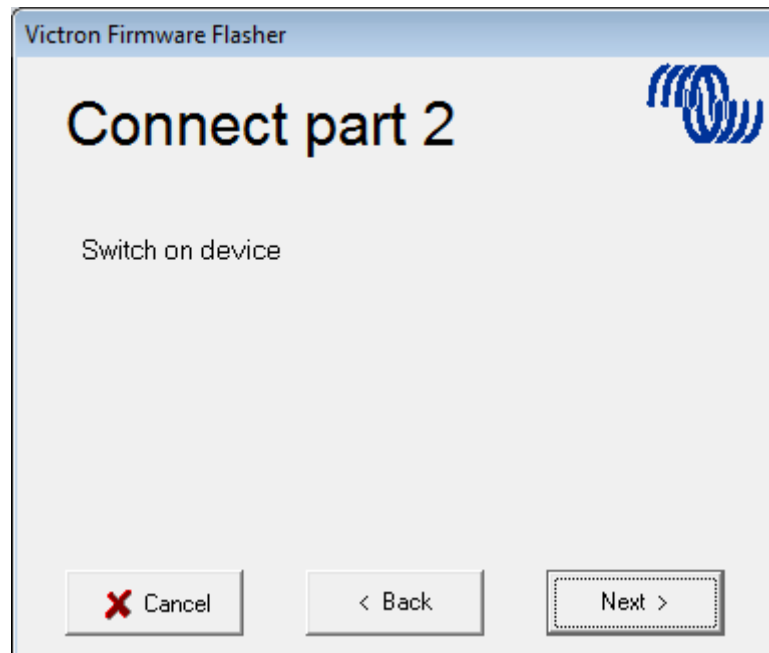 Victron Firmware Flasher
Connect part 2
Switch on device
Cancel
< Back
Next >